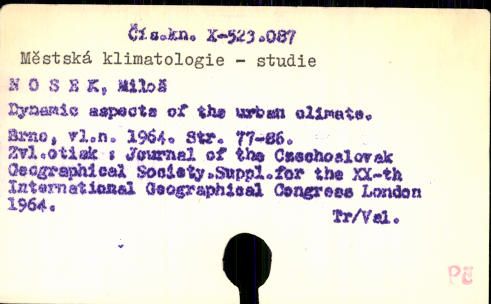 Čís.kn. X-523.087
Městská klimatologie - studie
N O S E K, Miloš
Dynamic aspects of the urban climate.
Brno, vl.n. 1964. Str. 77-86.
Zvl.otisk : Journal of the Czechoslovak
Geographical Society.Suppl.for the XX-th
International Geographical Congress London
1964.
Tr/Val.